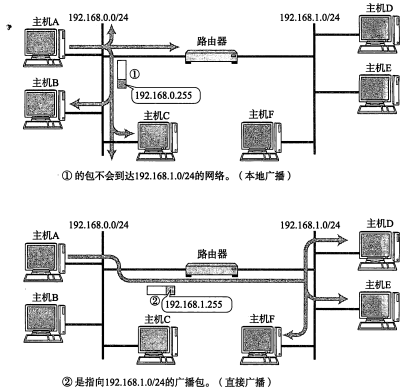 主机A
192.168.0.0/24
192.168.1.0/24
主机D
路由器
主机B
①
192.168.0.255
主机E
主机C
主机F
①的包不会到达192.168.1.0/24的网络。（本地广播）
主机A
192.168.0.0/24
192.168.1.0/24
主机D
路由器
主机B
②
192.168.1.255
主机E
主机C
主机F
②是指向192.168.1.0/24的广播包。（直接广播）